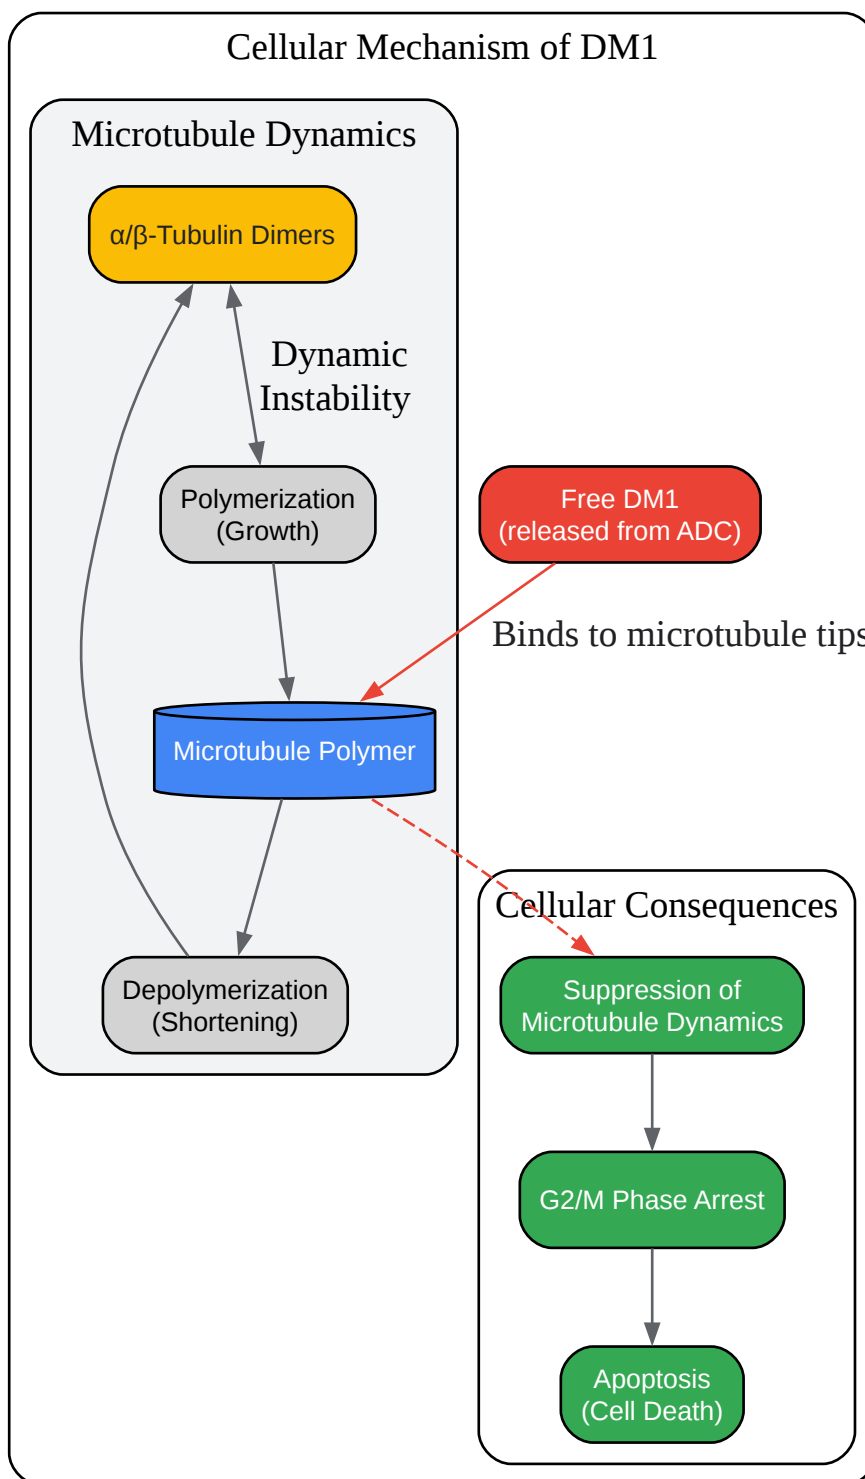 Cellular Mechanism of DM1
Microtubule Dynamics
α/β-Tubulin Dimers
Dynamic
Instability
Polymerization
(Growth)
Free DM1
(released from ADC)
Binds to microtubule tips
Microtubule Polymer
Cellular Consequences
Depolymerization
(Shortening)
Suppression of
Microtubule Dynamics
G2/M Phase Arrest
Apoptosis
(Cell Death)